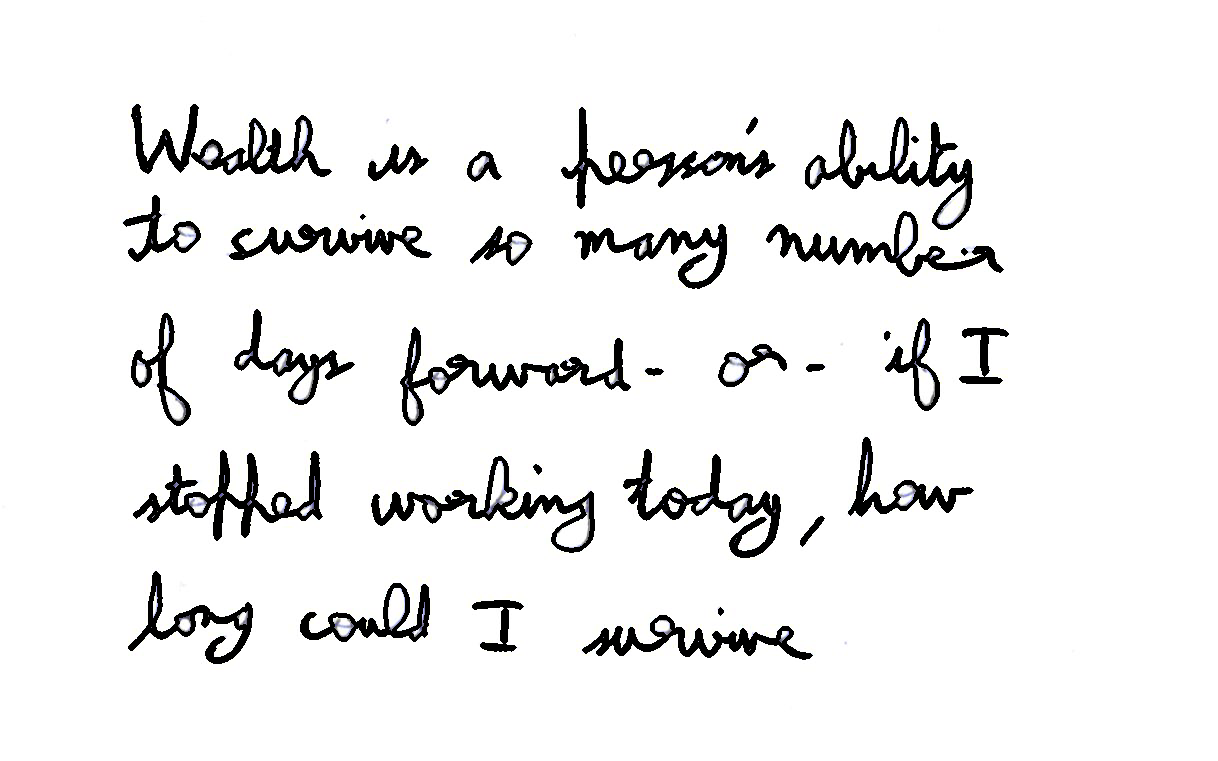 Wealth is a person's ability
to survive so many number
of days forward - or - if I
stopped working today, how
long could I survive